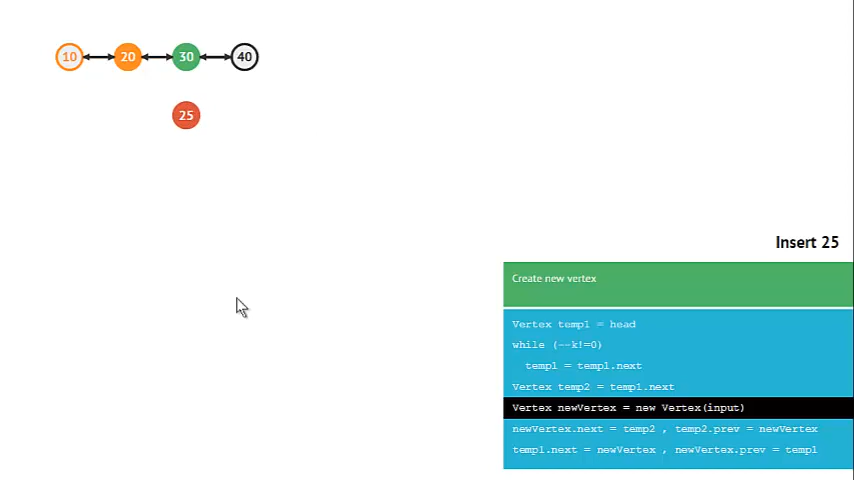 10 20 30 40
25
Insert 25
Create new vertex
Vertex temp1 = head
while (--k!=0)
temp1 = temp1.next
Vertex temp2 = temp1.next
Vertex newVertex = new Vertex(input)
newVertex.next = temp2 , temp2.prev = newVertex
temp1.next = newVertex , newVertex.prev = temp1